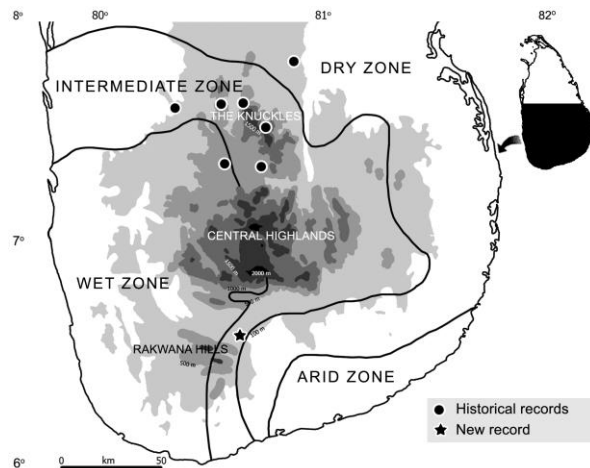 8° 80° 81° 82°
INTERMEDIATE ZONE
DRY ZONE
THE KNUCKLES
7°
CENTRAL HIGHLANDS
2000 m
WET ZONE
RAKWANA HILLS
500 m
ARID ZONE
Historical records
New record
6°
0 km 50